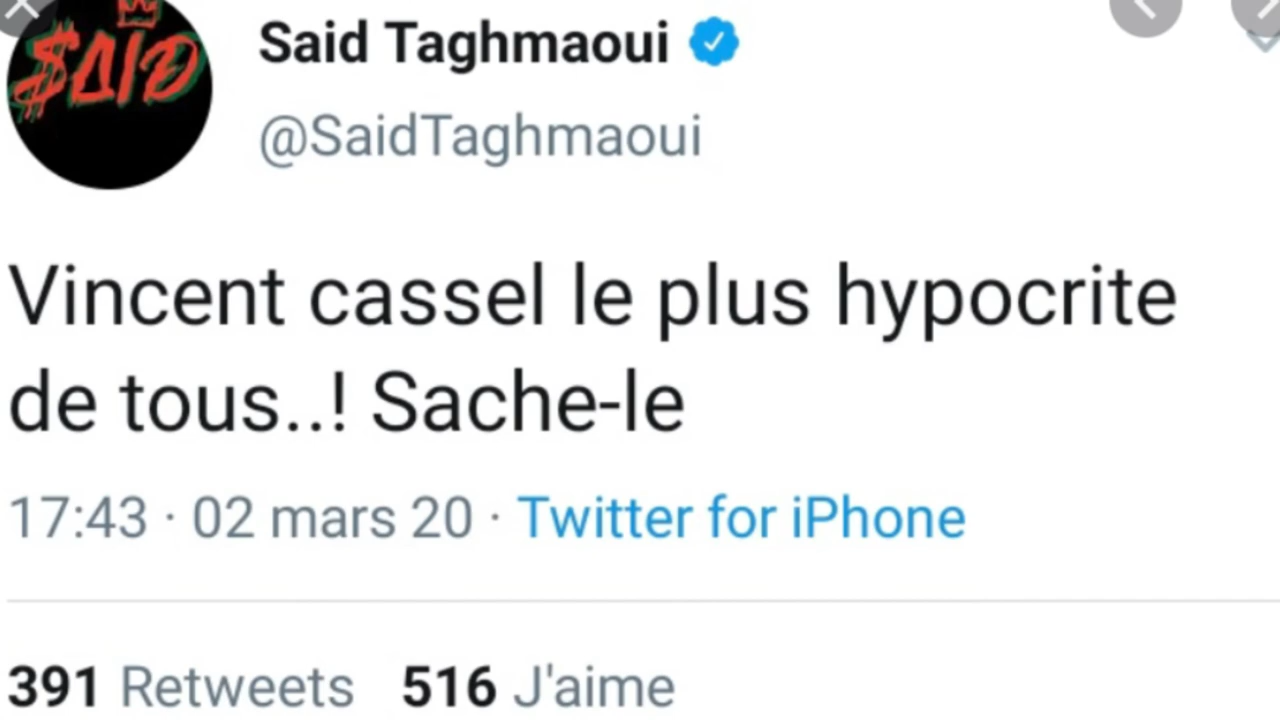 $AID
Said Taghmaoui
@SaidTaghmaoui
Vincent cassel le plus hypocrite
de tous..! Sache-le
17:43 · 02 mars 20 · Twitter for iPhone
391 Retweets 516 J'aime